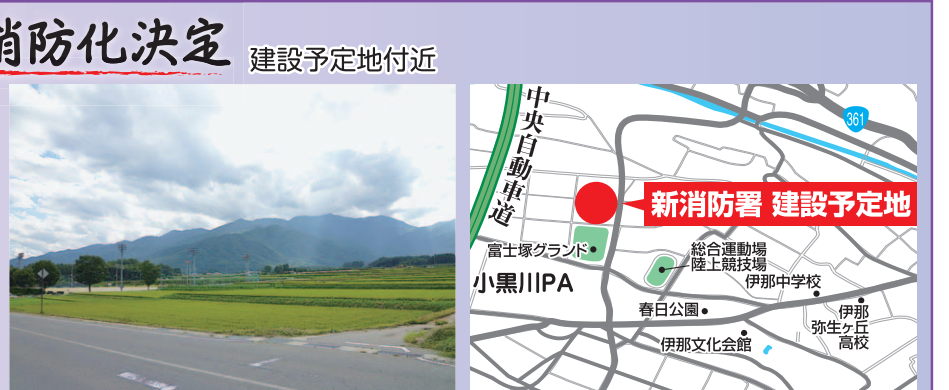 消防化決定
建設予定地付近
中央自動車道
361
新消防署 建設予定地
富士塚グランド
小黒川PA
総合運動場
陸上競技場
伊那中学校
春日公園
伊那文化会館
伊那
弥生ヶ丘
高校